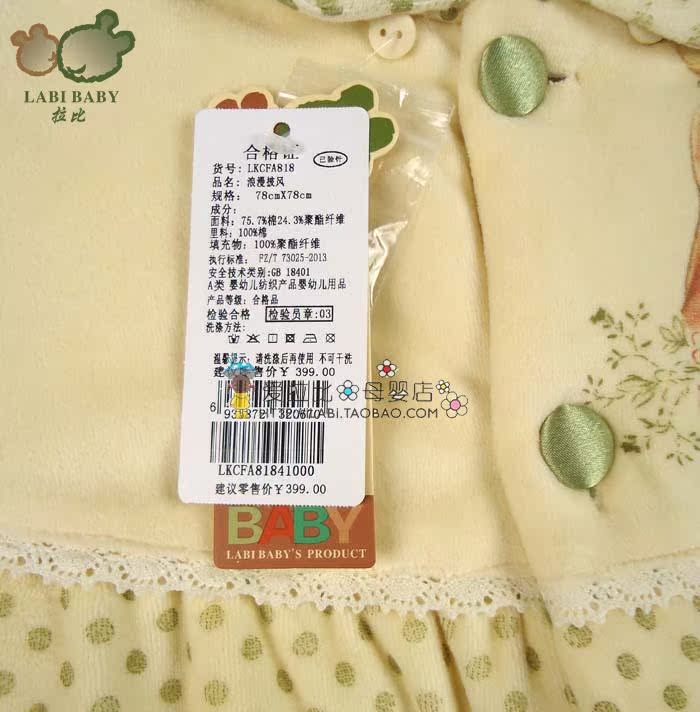 LABI BABY
拉比
合格证
已验针
货号: LKCFA818
品名: 浪漫披风
规格: 78cmX78cm
成分:
面料: 75.7%棉24.3%聚酯纤维
里料: 100%棉
填充物: 100%聚酯纤维
执行标准: FZ/T 73025-2013
安全技术类别:GB 18401
A类 婴幼儿纺织产品婴幼儿用品
产品等级: 合格品
检验合格 检验员章:03
洗涤方法:
温馨提示: 请洗涤后再使用 不可干洗
建议零售价¥ 399.00
拉比 母婴店
LABI.TAOBAO.COM
LKCFA81841000
建议零售价¥399.00
BABY
LABI BABY'S PRODUCT